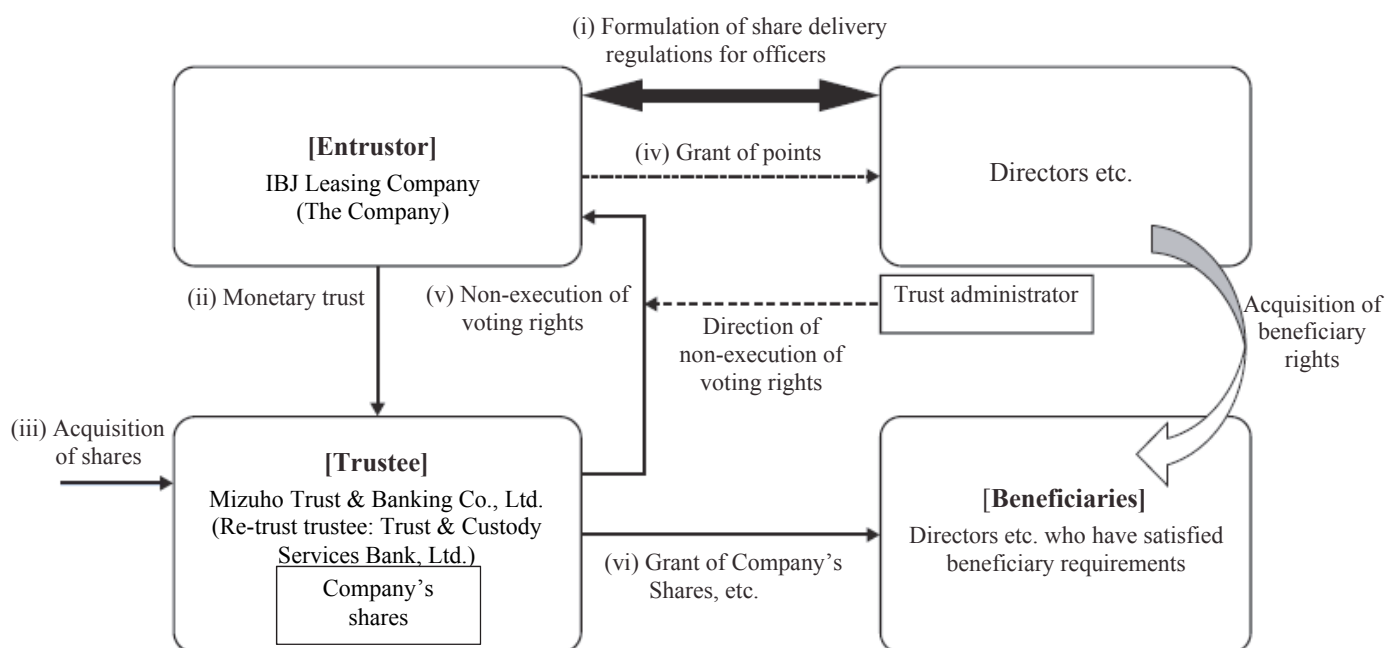 (i) Formulation of share delivery
regulations for officers
[Entrustor]
IBJ Leasing Company
(The Company)
(iv) Grant of points
Directors etc.
(ii) Monetary trust
(v) Non-execution of
voting rights
Direction of
non-execution of
voting rights
Trust administrator
Acquisition of
beneficiary
rights
(iii) Acquisition
of shares
[Trustee]
Mizuho Trust & Banking Co., Ltd.
(Re-trust trustee: Trust & Custody
Services Bank, Ltd.)
Company’s
shares
(vi) Grant of Company’s
Shares, etc.
[Beneficiaries]
Directors etc. who have satisfied
beneficiary requirements